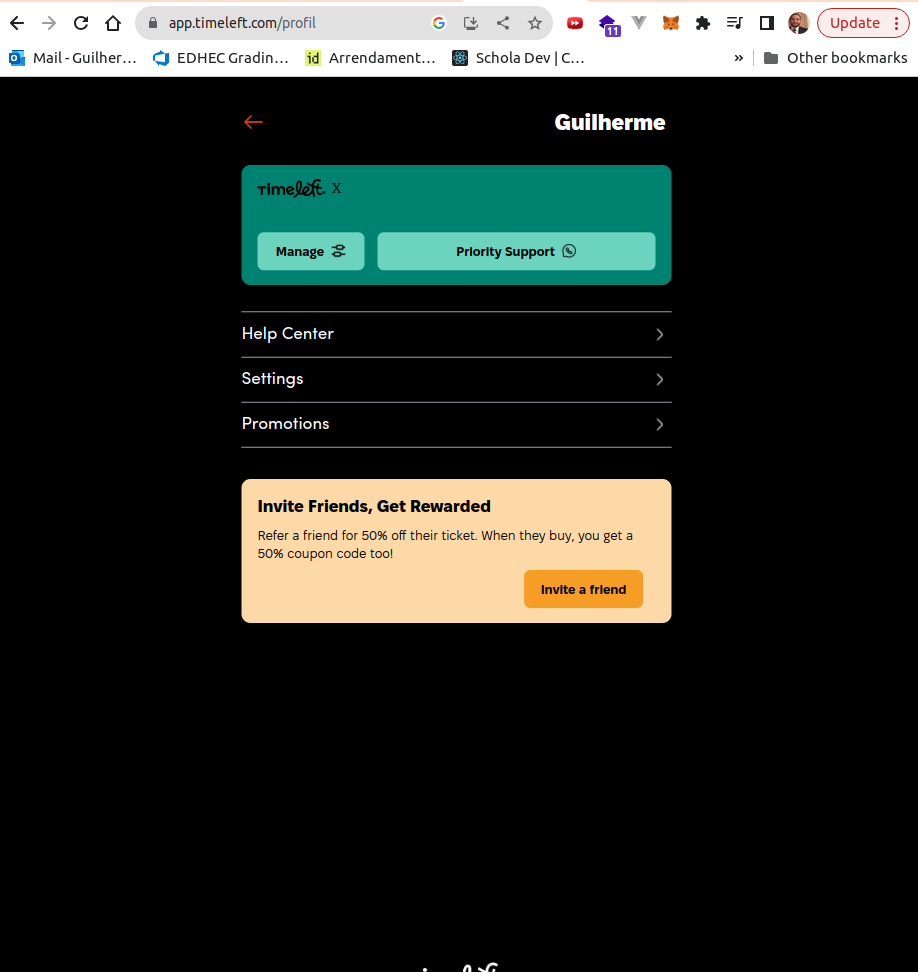 app.timeleft.com/profil
11
Update
Mail - Guilher…
EDHEC Gradin…
id
Arrendament…
Schola Dev | C…
»
Other bookmarks
Guilherme
Timeleft. X
Manage
Priority Support
Help Center
Settings
Promotions
Invite Friends, Get Rewarded
Refer a friend for 50% off their ticket. When they buy, you get a
50% coupon code too!
Invite a friend